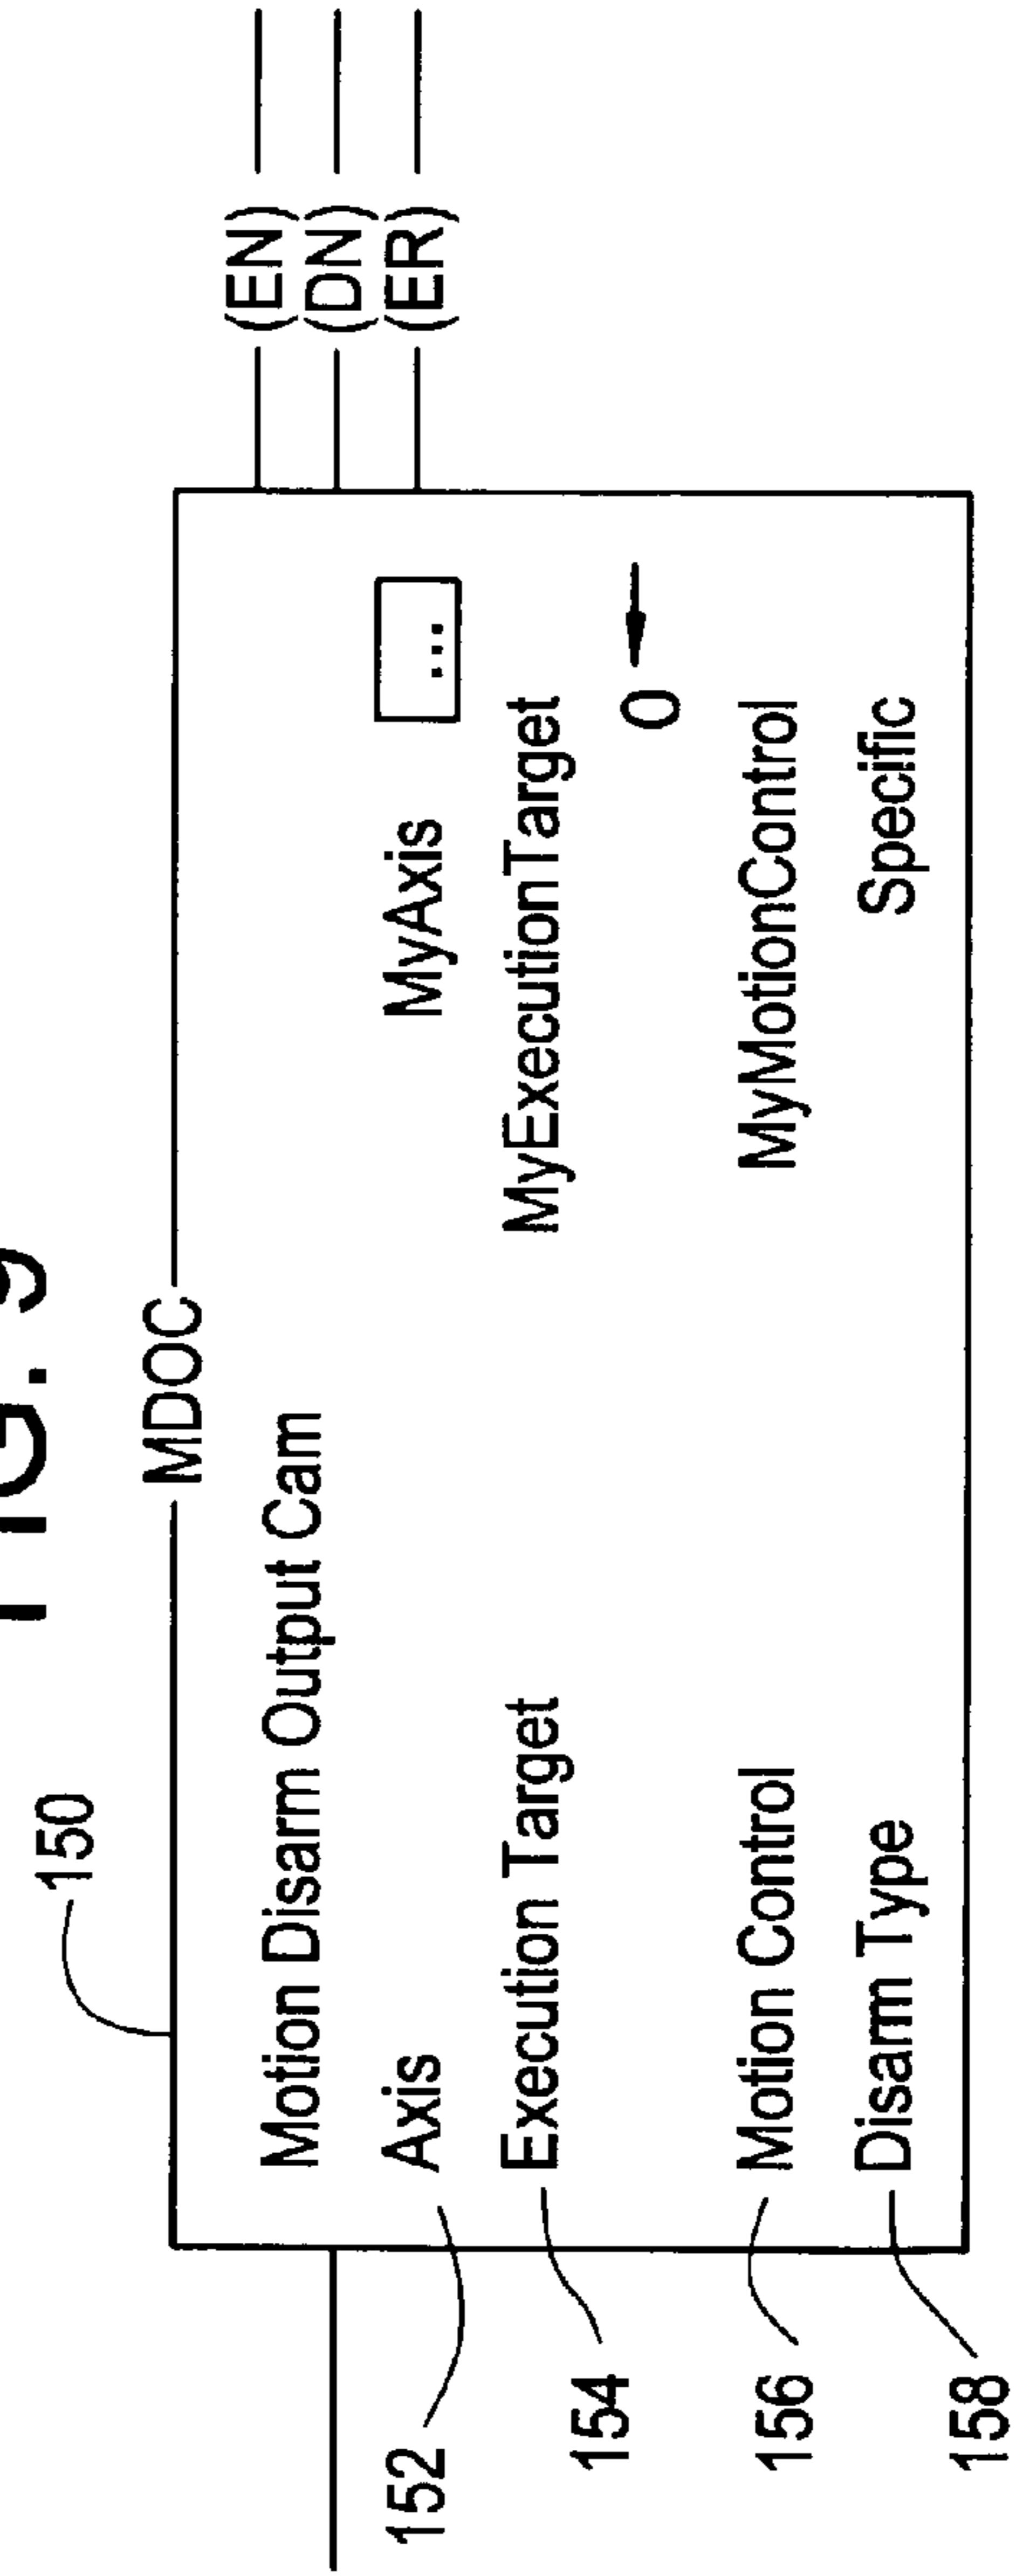 FIG. 9
150
MDOC
Motion Disarm Output Cam
(EN)
152 Axis MyAxis ...
(DN)
154 Execution Target MyExecutionTarget
(ER)
0
156 Motion Control MyMotionControl
158 Disarm Type Specific